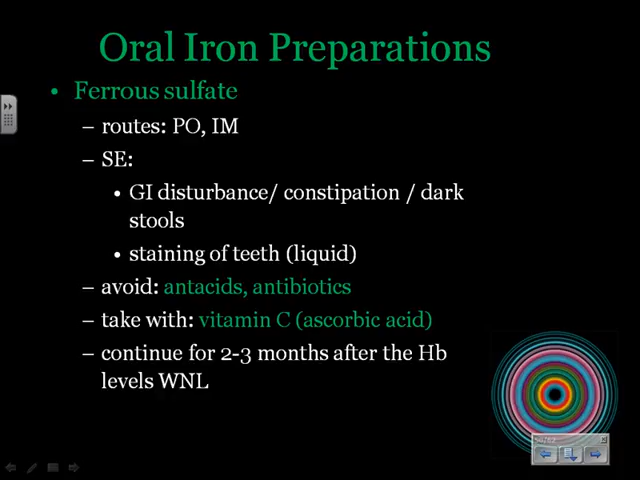 Oral Iron Preparations
• Ferrous sulfate
– routes: PO, IM
– SE:
• GI disturbance/ constipation / dark
stools
• staining of teeth (liquid)
– avoid: antacids, antibiotics
– take with: vitamin C (ascorbic acid)
– continue for 2-3 months after the Hb
levels WNL